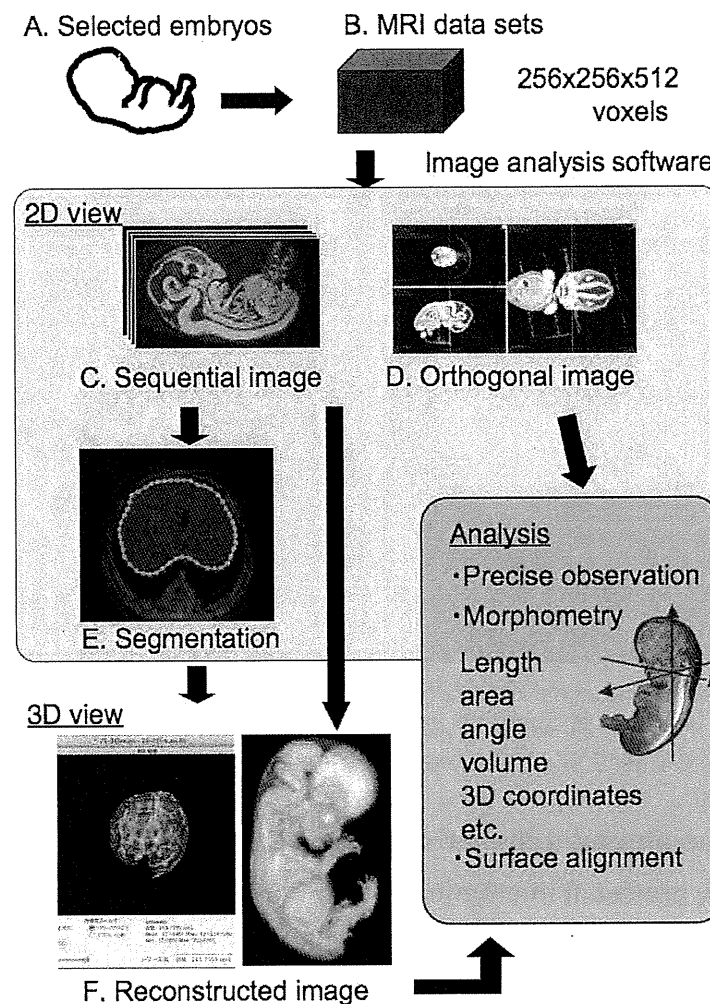 A. Selected embryos
B. MRI data sets
256x256x512
voxels
Image analysis software
2D view
C. Sequential image
D. Orthogonal image
E. Segmentation
Analysis
・Precise observation
・Morphometry
Length
area
angle
volume
3D coordinates
etc.
・Surface alignment
3D view
F. Reconstructed image